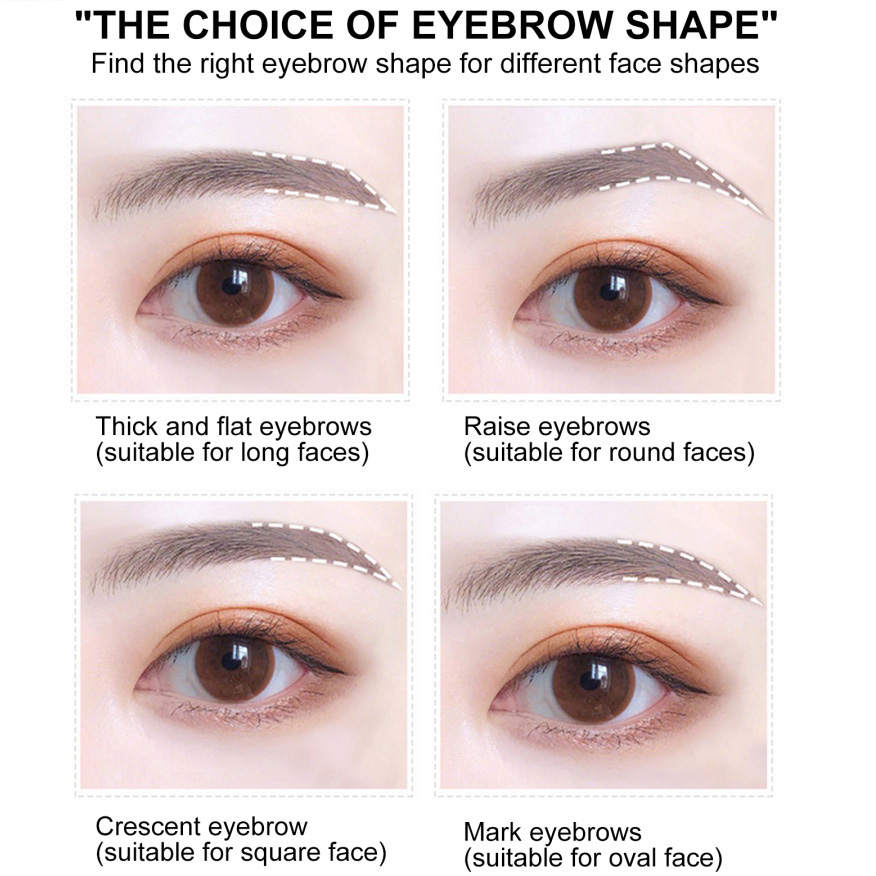 "THE CHOICE OF EYEBROW SHAPE"
Find the right eyebrow shape for different face shapes
Thick and flat eyebrows
(suitable for long faces)
Raise eyebrows
(suitable for round faces)
Crescent eyebrow
(suitable for square face)
Mark eyebrows
(suitable for oval face)